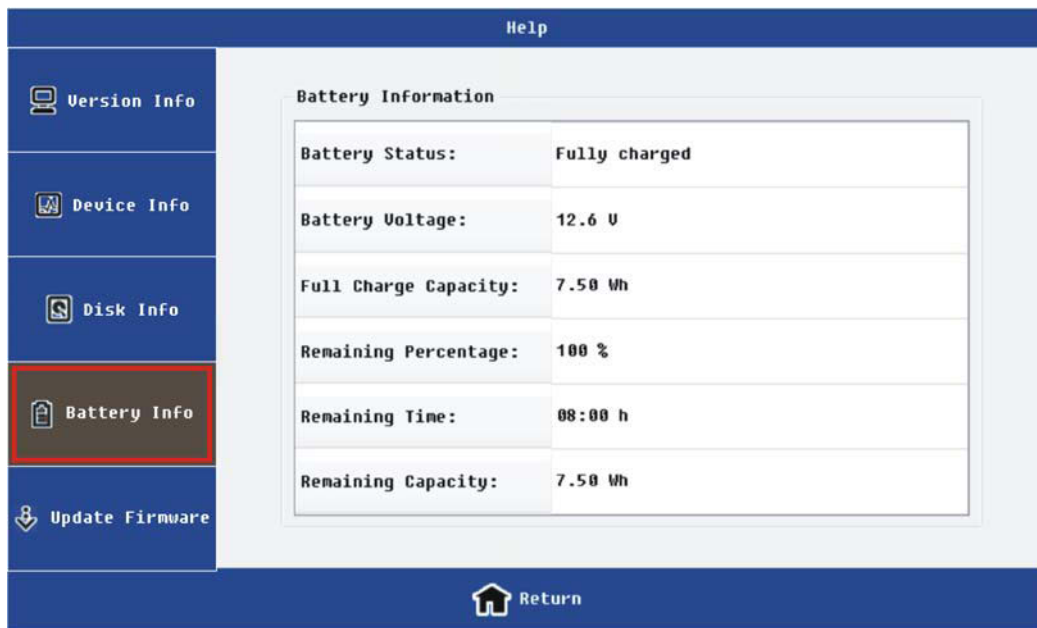 Help
Version Info
Device Info
Disk Info
Battery Info
Update Firmware
Battery Information
Battery Status: Fully charged
Battery Voltage: 12.6 V
Full Charge Capacity: 7.50 Wh
Remaining Percentage: 100 %
Remaining Time: 08:00 h
Remaining Capacity: 7.50 Wh
Return